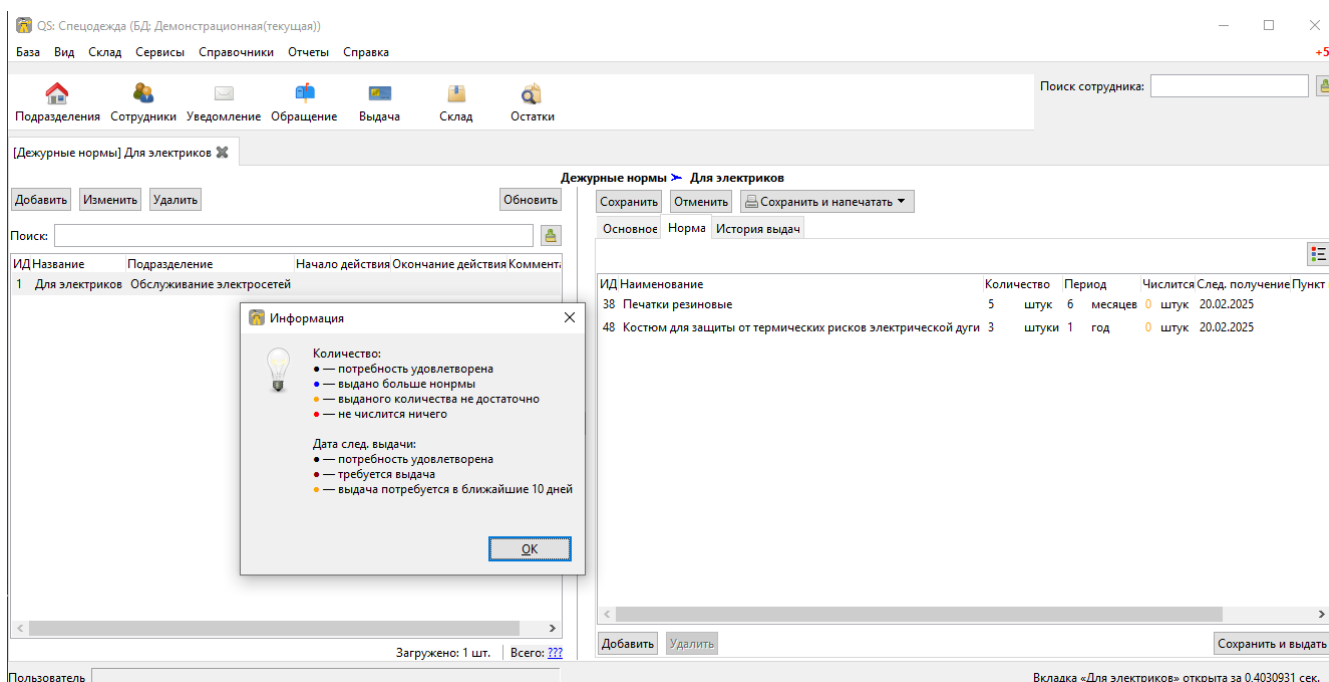 QS: Спецодежда (БД: Демонстрационная(текущая))
База Вид Склад Сервисы Справочники Отчеты Справка
+5
Подразделения Сотрудники Уведомление Обращение Выдача Склад Остатки
Поиск сотрудника:
[Дежурные нормы] Для электриков
Дежурные нормы Для электриков
Добавить Изменить Удалить Обновить
Поиск:
ИД Название Подразделение Начало действия Окончание действия Коммента
1 Для электриков Обслуживание электросетей
Загружено: 1 шт. Всего: ???
Сохранить Отменить Сохранить и напечатать
Основное Норма История выдач
ИД Наименование Количество Период Числится След. получение Пункт
38 Печатки резиновые 5 штук 6 месяцев 0 штук 20.02.2025
48 Костюм для защиты от термических рисков электрической дуги 3 штуки 1 год 0 штук 20.02.2025
Добавить Удалить Сохранить и выдать
Информация
Количество:
● — потребность удовлетворена
● — выдано больше нонрмы
● — выданого количества не достаточно
● — не числится ничего
Дата след. выдачи:
● — потребность удовлетворена
● — требуется выдача
● — выдача потребуется в ближайшие 10 дней
OK
Пользователь
Вкладка «Для электриков» открыта за 0,4030931 сек.